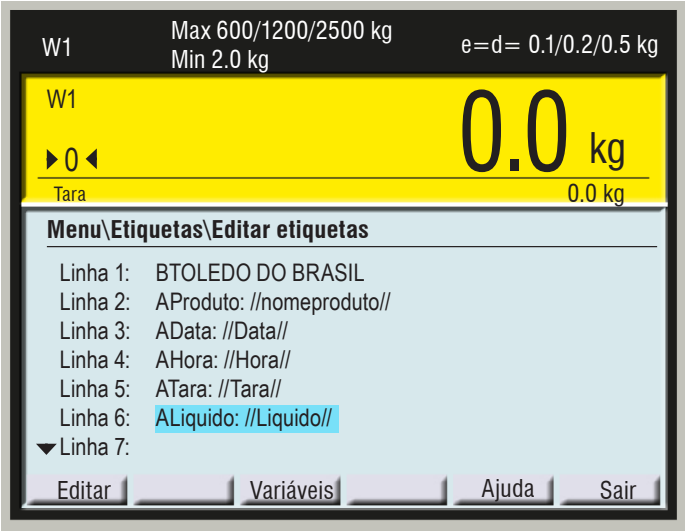 W1 Max 600/1200/2500 kg e=d= 0.1/0.2/0.5 kg
Min 2.0 kg
W1
0.0 kg
0
Tara 0.0 kg
Menu\Etiquetas\Editar etiquetas
Linha 1: BTOLEDO DO BRASIL
Linha 2: AProduto: //nomeproduto//
Linha 3: AData: //Data//
Linha 4: AHora: //Hora//
Linha 5: ATara: //Tara//
Linha 6: ALiquido: //Liquido//
Linha 7:
Editar Variáveis Ajuda Sair